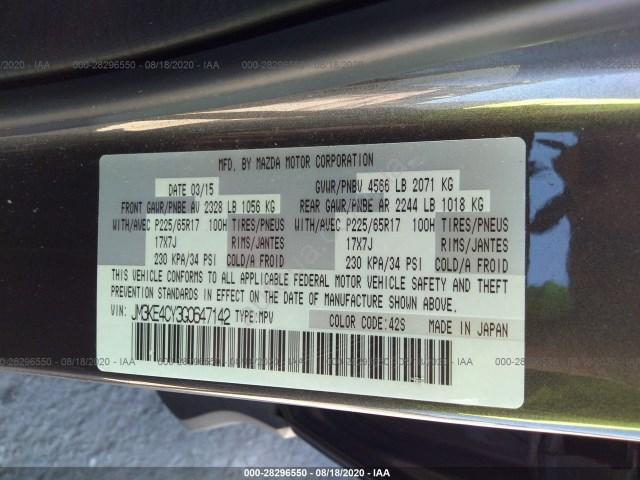 000-28296550 - 08/18/2020 - IAA
MFD. BY MAZDA MOTOR CORPORATION
DATE 03/15 GVWR/PNBV 4566 LB 2071 KG
FRONT GAWR/PNBE AV 2328 LB 1056 KG REAR GAWR/PNBE AR 2244 LB 1018 KG
WITH/AVEC P225/65R17 100H TIRES/PNEUS WITH/AVEC P225/65R17 100H TIRES/PNEUS
17X7J RIMS/JANTES 17X7J RIMS/JANTES
230 KPA/34 PSI COLD/A FROID 230 KPA/34 PSI COLD/A FROID
THIS VEHICLE CONFORMS TO ALL APPLICABLE FEDERAL MOTOR VEHICLE SAFETY AND THEFT
PREVENTION STANDARDS IN EFFECT ON THE DATE OF MANUFACTURE SHOWN ABOVE.
VIN: JM3KE4CY3G0647142 TYPE:MPV COLOR CODE:42S MADE IN JAPAN
000-28296550 - 08/18/2020 - IAA